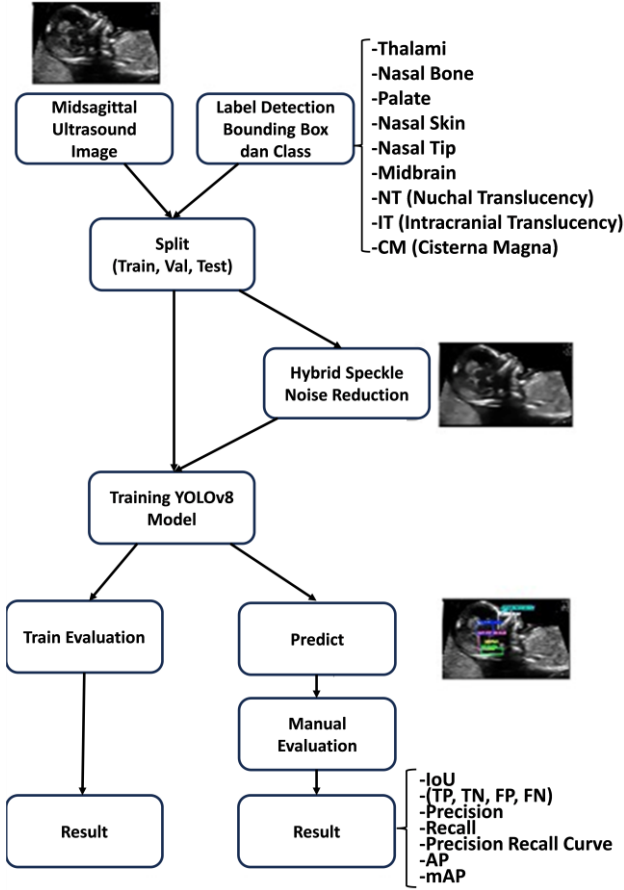 Midsagittal
Ultrasound
Image
Label Detection
Bounding Box
dan Class
-Thalami
-Nasal Bone
-Palate
-Nasal Skin
-Nasal Tip
-Midbrain
-NT (Nuchal Translucency)
-IT (Intracranial Translucency)
-CM (Cisterna Magna)
Split
(Train, Val, Test)
Hybrid Speckle
Noise Reduction
Training YOLOv8
Model
Train Evaluation
Predict
Manual
Evaluation
Result
Result
-IoU
-(TP, TN, FP, FN)
-Precision
-Recall
-Precision Recall Curve
-AP
-mAP